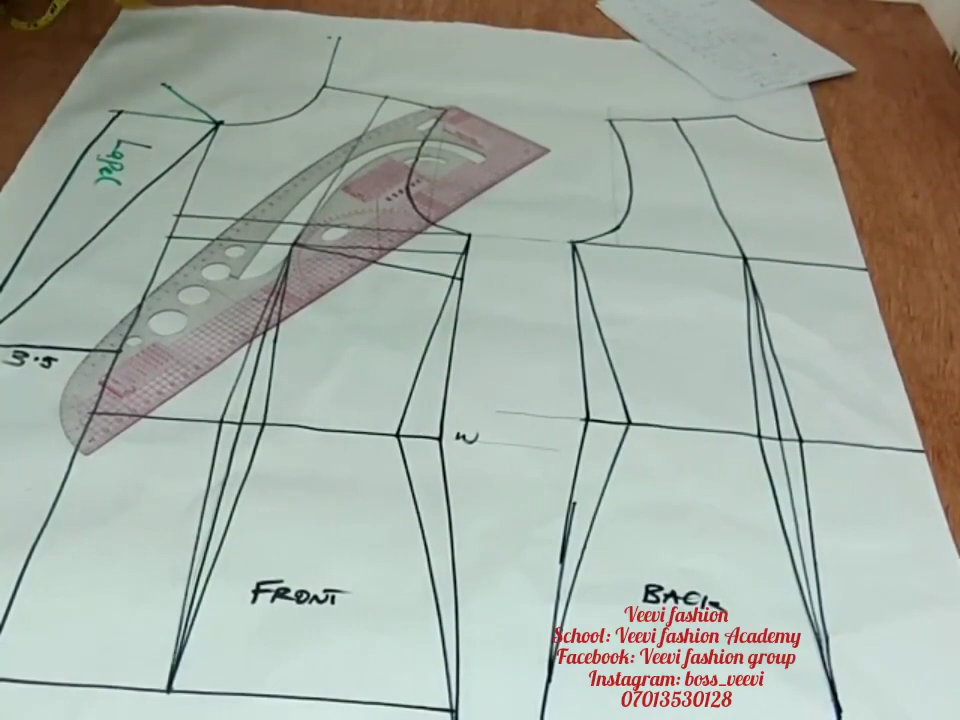 Lapel
3.5
W
FRONT
BACK
Veevi fashion
School: Veevi fashion Academy
Facebook: Veevi fashion group
Instagram: boss_veevi
07013530128